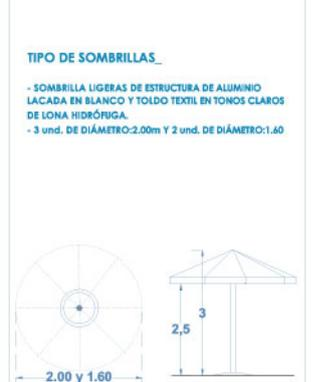 TIPO DE SOMBRILLAS_
- SOMBRILLA LIGERAS DE ESTRUCTURA DE ALUMINIO
LACADA EN BLANCO Y TOLDO TEXTIL EN TONOS CLAROS
DE LONA HIDRÓFUGA.
- 3 und. DE DIÁMETRO:2.00m Y 2 und. DE DIÁMETRO:1.60
3
2,5
2.00 y 1.60